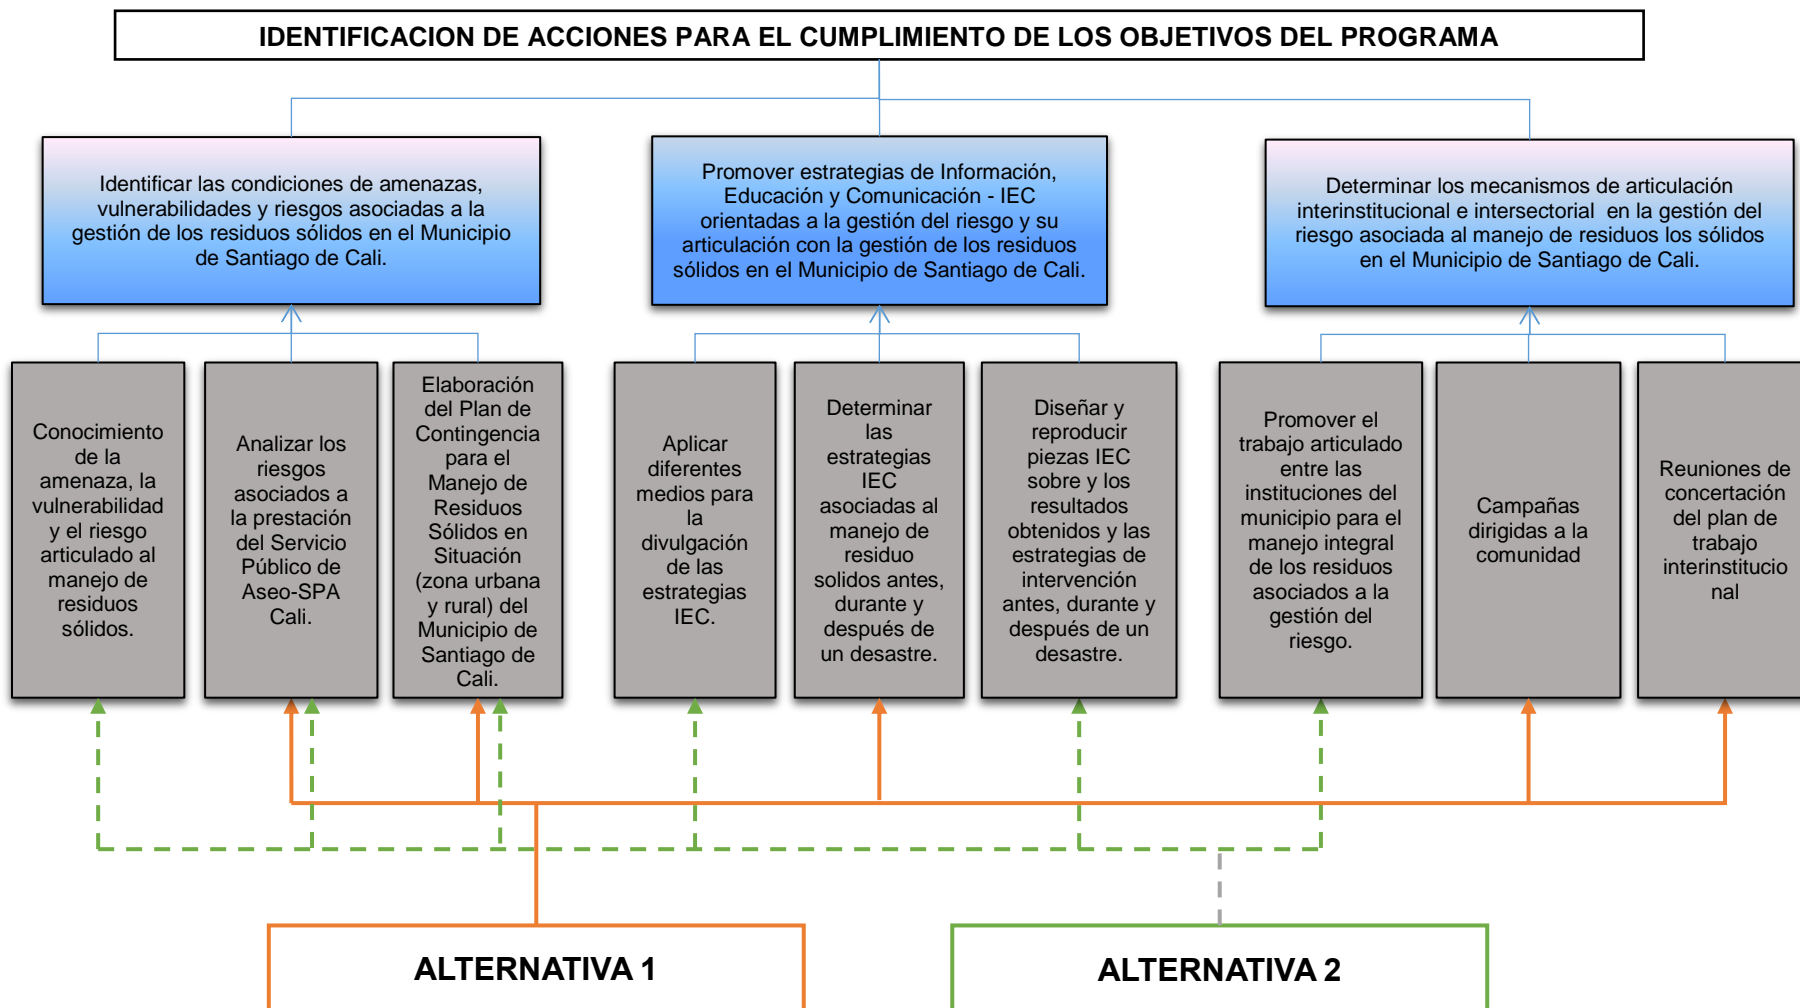 IDENTIFICACION DE ACCIONES PARA EL CUMPLIMIENTO DE LOS OBJETIVOS DEL PROGRAMA
Identificar las condiciones de amenazas,
vulnerabilidades y riesgos asociadas a la
gestión de los residuos sólidos en el Municipio
de Santiago de Cali.
Promover estrategias de Información,
Educación y Comunicación - IEC
orientadas a la gestión del riesgo y su
articulación con la gestión de los residuos
sólidos en el Municipio de Santiago de Cali.
Determinar los mecanismos de articulación
interinstitucional e intersectorial en la gestión del
riesgo asociada al manejo de residuos los sólidos
en el Municipio de Santiago de Cali.
Conocimiento
de la
amenaza, la
vulnerabilidad
y el riesgo
articulado al
manejo de
residuos
sólidos.
Analizar los
riesgos
asociados a
la prestación
del Servicio
Público de
Aseo-SPA
Cali.
Elaboración
del Plan de
Contingencia
para el
Manejo de
Residuos
Sólidos en
Situación
(zona urbana
y rural) del
Municipio de
Santiago de
Cali.
Aplicar
diferentes
medios para
la
divulgación
de las
estrategias
IEC.
Determinar
las
estrategias
IEC
asociadas al
manejo de
residuo
solidos antes,
durante y
después de
un desastre.
Diseñar y
reproducir
piezas IEC
sobre y los
resultados
obtenidos y las
estrategias de
intervención
antes, durante y
después de un
desastre.
Promover el
trabajo articulado
entre las
instituciones del
municipio para el
manejo integral
de los residuos
asociados a la
gestión del
riesgo.
Campañas
dirigidas a la
comunidad
Reuniones de
concertación
del plan de
trabajo
interinstitucio
nal
ALTERNATIVA 1
ALTERNATIVA 2